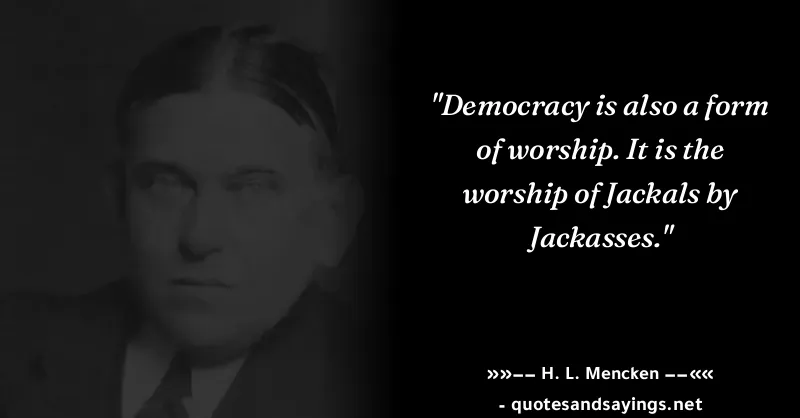 "Democracy is also a form
of worship. It is the
worship of Jackals by
Jackasses."
»»−− H. L. Mencken −−««
- quotesandsayings.net